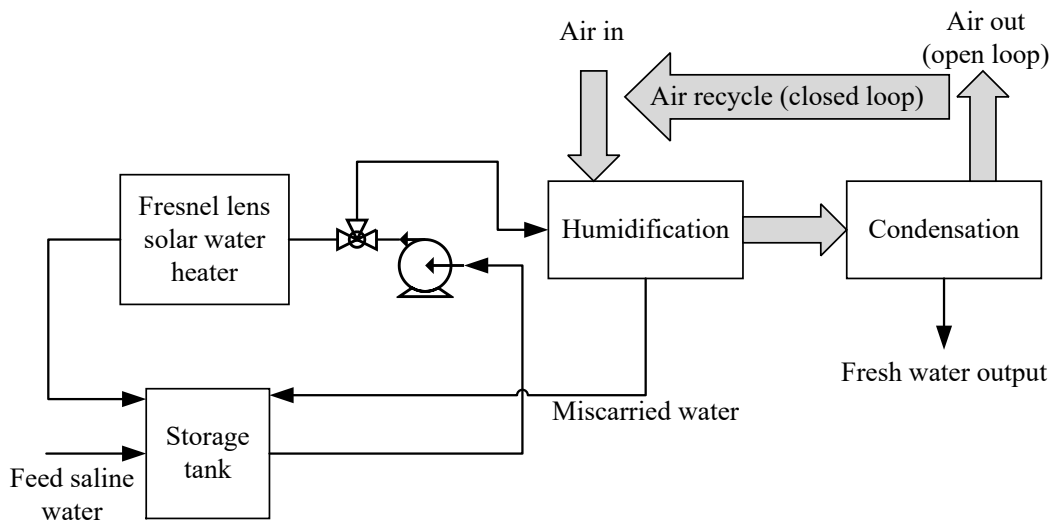 Air in
Air out
(open loop)
Air recycle (closed loop)
Fresnel lens
solar water
heater
Humidification
Condensation
Fresh water output
Miscarried water
Storage
tank
Feed saline
water